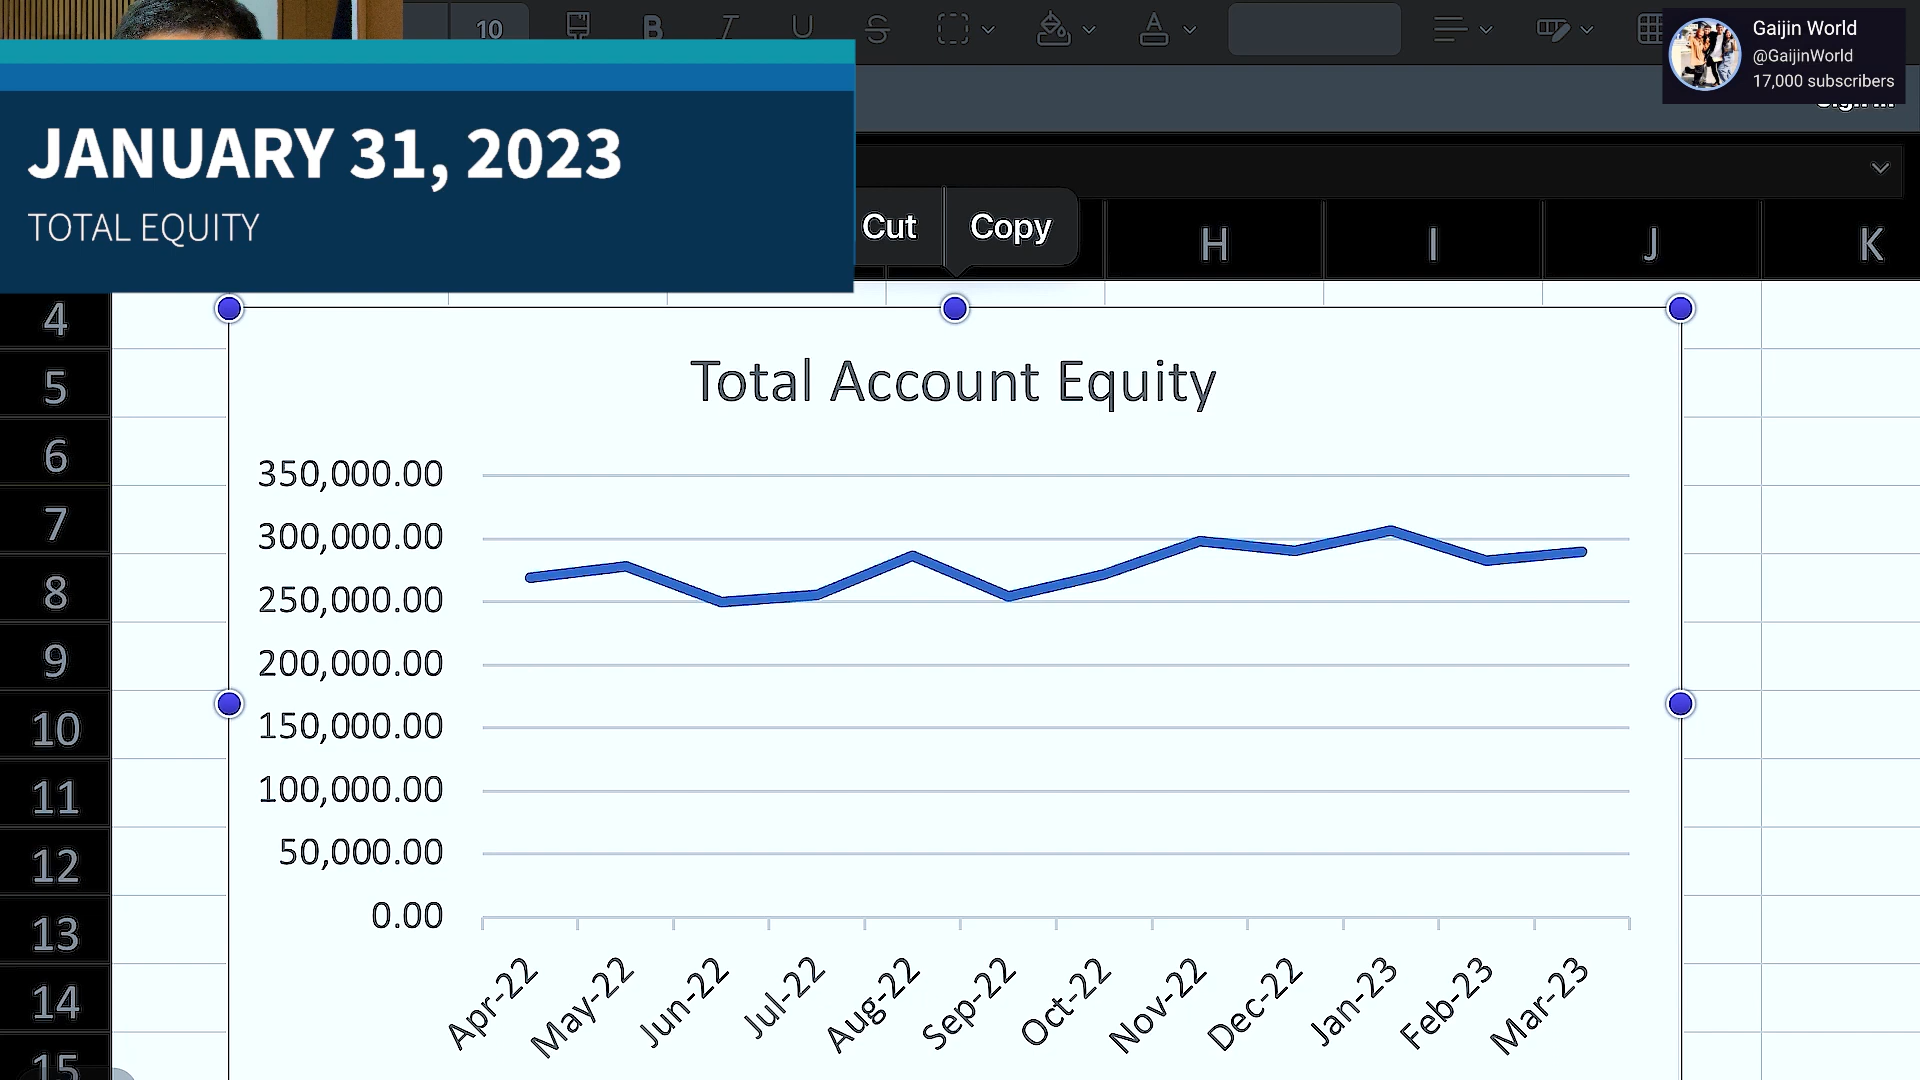 10
B I U S
A
Gaijin World
@GaijinWorld
17,000 subscribers
JANUARY 31, 2023
TOTAL EQUITY
Cut Copy
H I J K
4
5
6
7
8
9
10
11
12
13
14
15
Total Account Equity
350,000.00
300,000.00
250,000.00
200,000.00
150,000.00
100,000.00
50,000.00
0.00
Apr-22 May-22 Jun-22 Jul-22 Aug-22 Sep-22 Oct-22 Nov-22 Dec-22 Jan-23 Feb-23 Mar-23